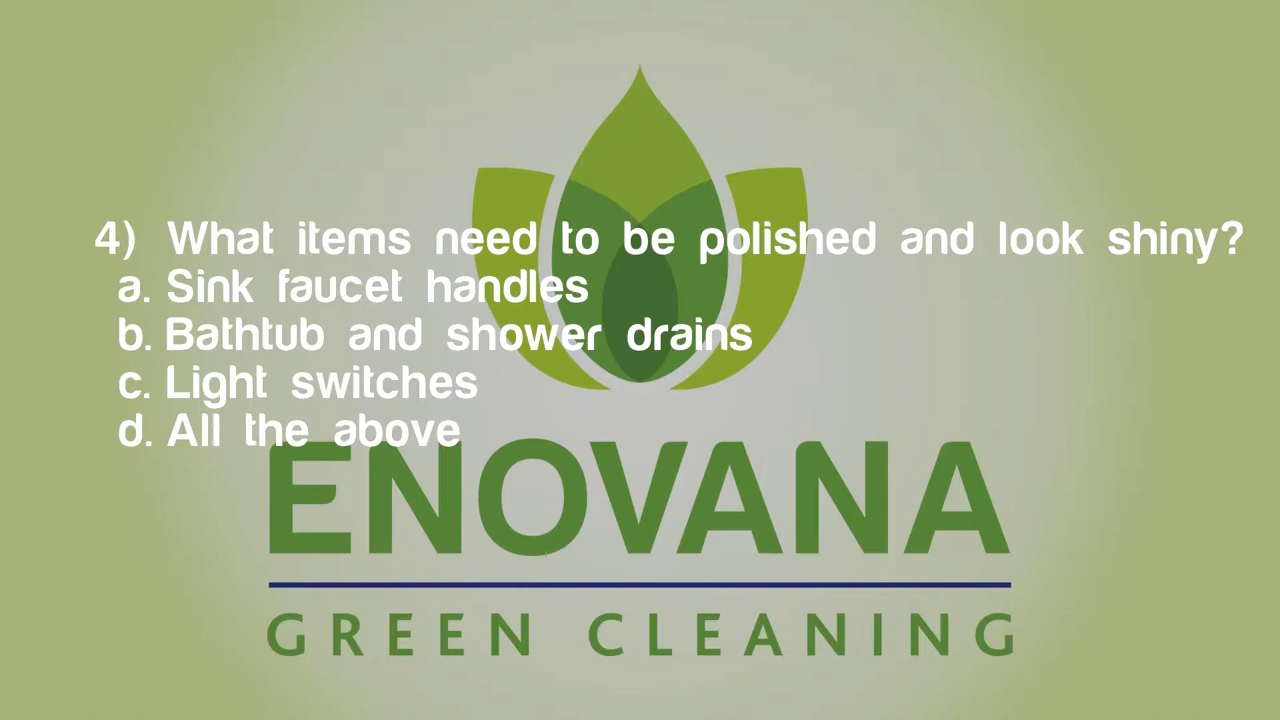 4) What items need to be polished and look shiny?
a. Sink faucet handles
b. Bathtub and shower drains
c. Light switches
d. All the above
ENOVANA
GREEN CLEANING